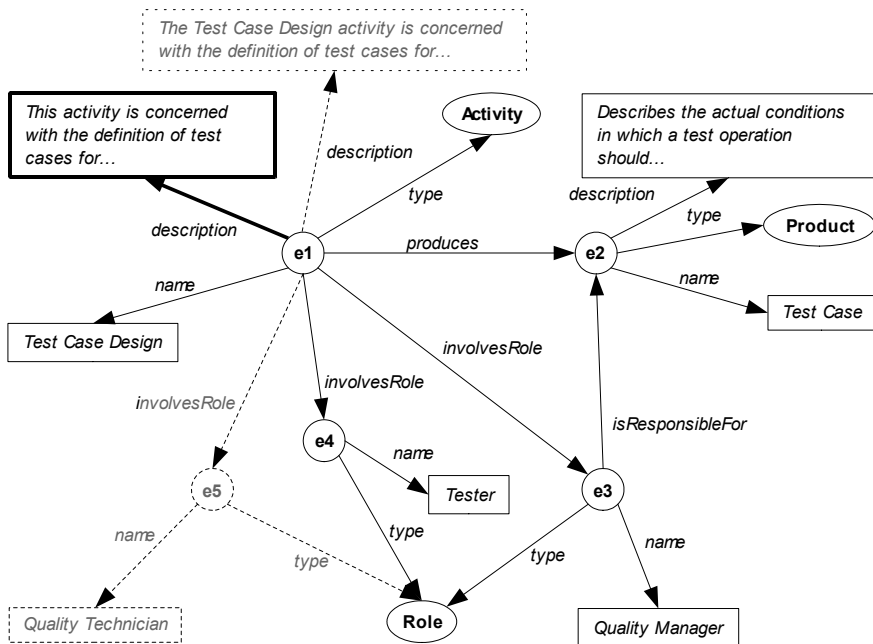 The Test Case Design activity is concerned
with the definition of test cases for…
This activity is concerned
with the definition of test
cases for…
Activity
Describes the actual conditions
in which a test operation
should…
description
type
description
type
description
Product
e1
produces
e2
name
name
Test Case Design
Test Case
involvesRole
involvesRole
involvesRole
isResponsibleFor
e4
name
e5
Tester
e3
name
type
type
type
name
Quality Technician
Role
Quality Manager